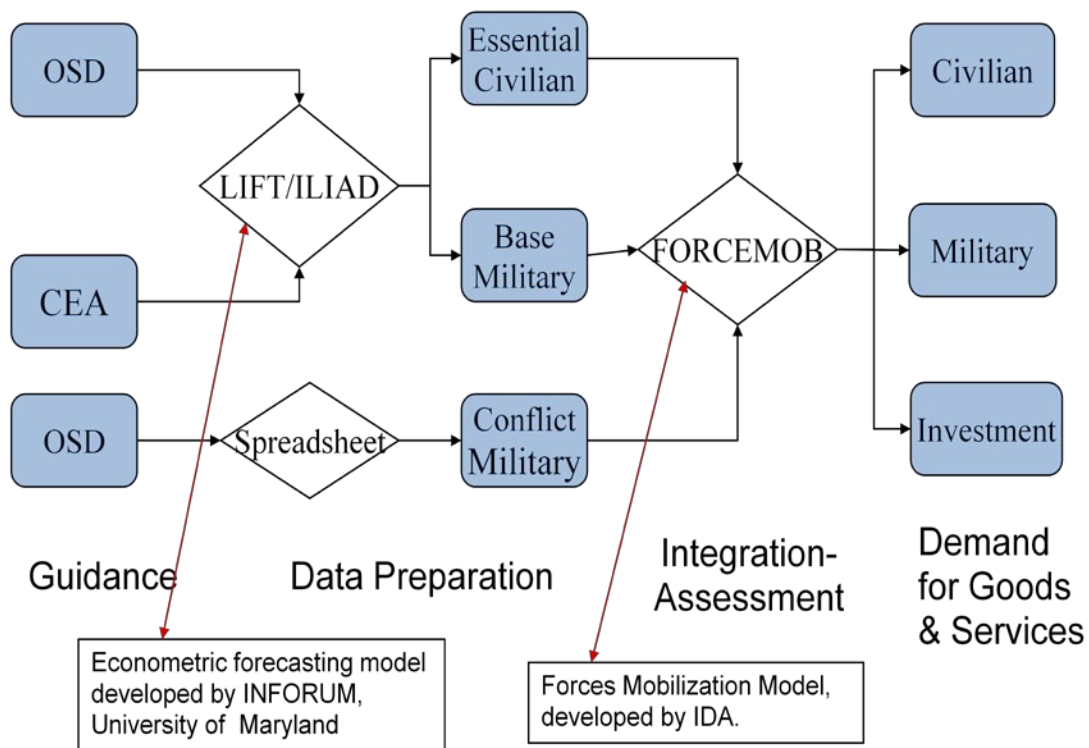 OSD
Essential
Civilian
Civilian
LIFT/ILIAD
Base
Military
FORCEMOB
Military
CEA
OSD
Spreadsheet
Conflict
Military
Investment
Guidance
Data Preparation
Integration-
Assessment
Demand
for Goods
& Services
Econometric forecasting model
developed by INFORUM,
University of Maryland
Forces Mobilization Model,
developed by IDA.